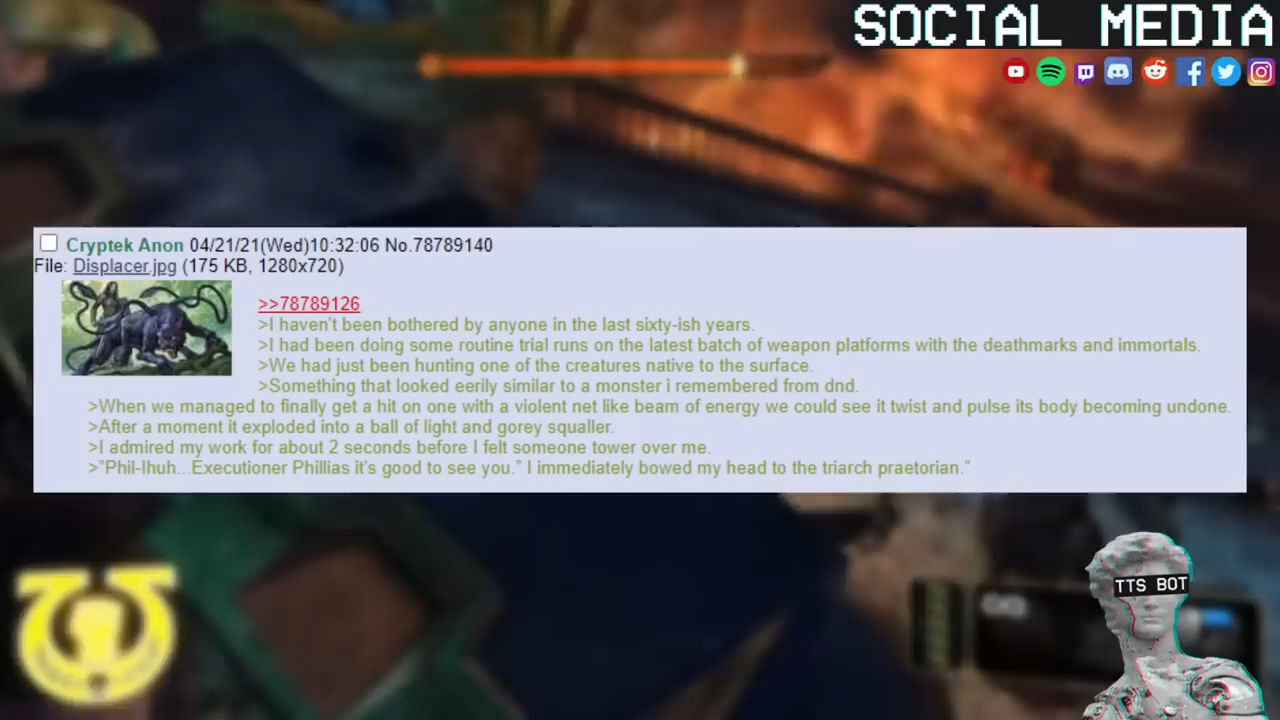 SOCIAL MEDIA
Cryptek Anon 04/21/21(Wed)10:32:06 No.78789140
File: Displacer.jpg (175 KB, 1280x720)
>>78789126
>I haven't been bothered by anyone in the last sixty-ish years.
>I had been doing some routine trial runs on the latest batch of weapon platforms with the deathmarks and immortals.
>We had just been hunting one of the creatures native to the surface.
>Something that looked eerily similar to a monster i remembered from dnd.
>When we managed to finally get a hit on one with a violent net like beam of energy we could see it twist and pulse its body becoming undone.
>After a moment it exploded into a ball of light and gorey squaller.
>I admired my work for about 2 seconds before I felt someone tower over me.
>"Phil-Ihuh...Executioner Phillias it's good to see you." I immediately bowed my head to the triarch praetorian."
TTS BOT